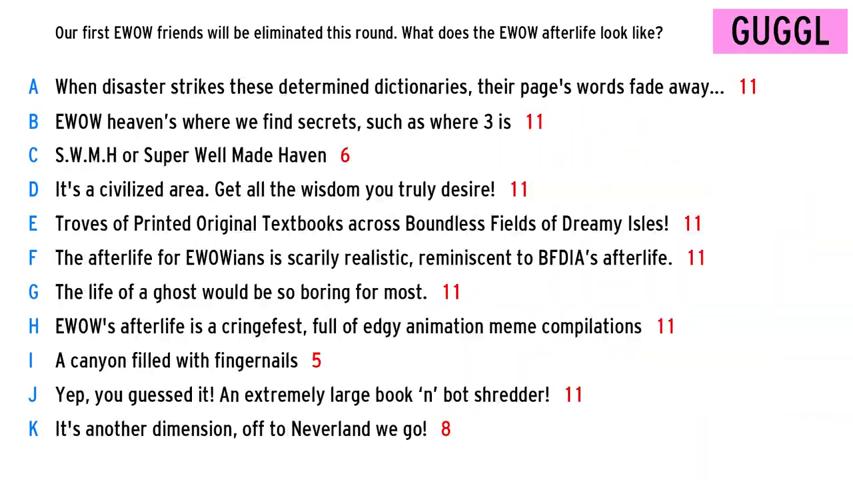 Our first EWOW friends will be eliminated this round. What does the EWOW afterlife look like?
GUGGL
A When disaster strikes these determined dictionaries, their page's words fade away... 11
B EWOW heaven's where we find secrets, such as where 3 is 11
C S.W.M.H or Super Well Made Haven 6
D It's a civilized area. Get all the wisdom you truly desire! 11
E Troves of Printed Original Textbooks across Boundless Fields of Dreamy Isles! 11
F The afterlife for EWOWians is scarily realistic, reminiscent to BFDIA's afterlife. 11
G The life of a ghost would be so boring for most. 11
H EWOW's afterlife is a cringefest, full of edgy animation meme compilations 11
I A canyon filled with fingernails 5
J Yep, you guessed it! An extremely large book ‘n’ bot shredder! 11
K It's another dimension, off to Neverland we go! 8